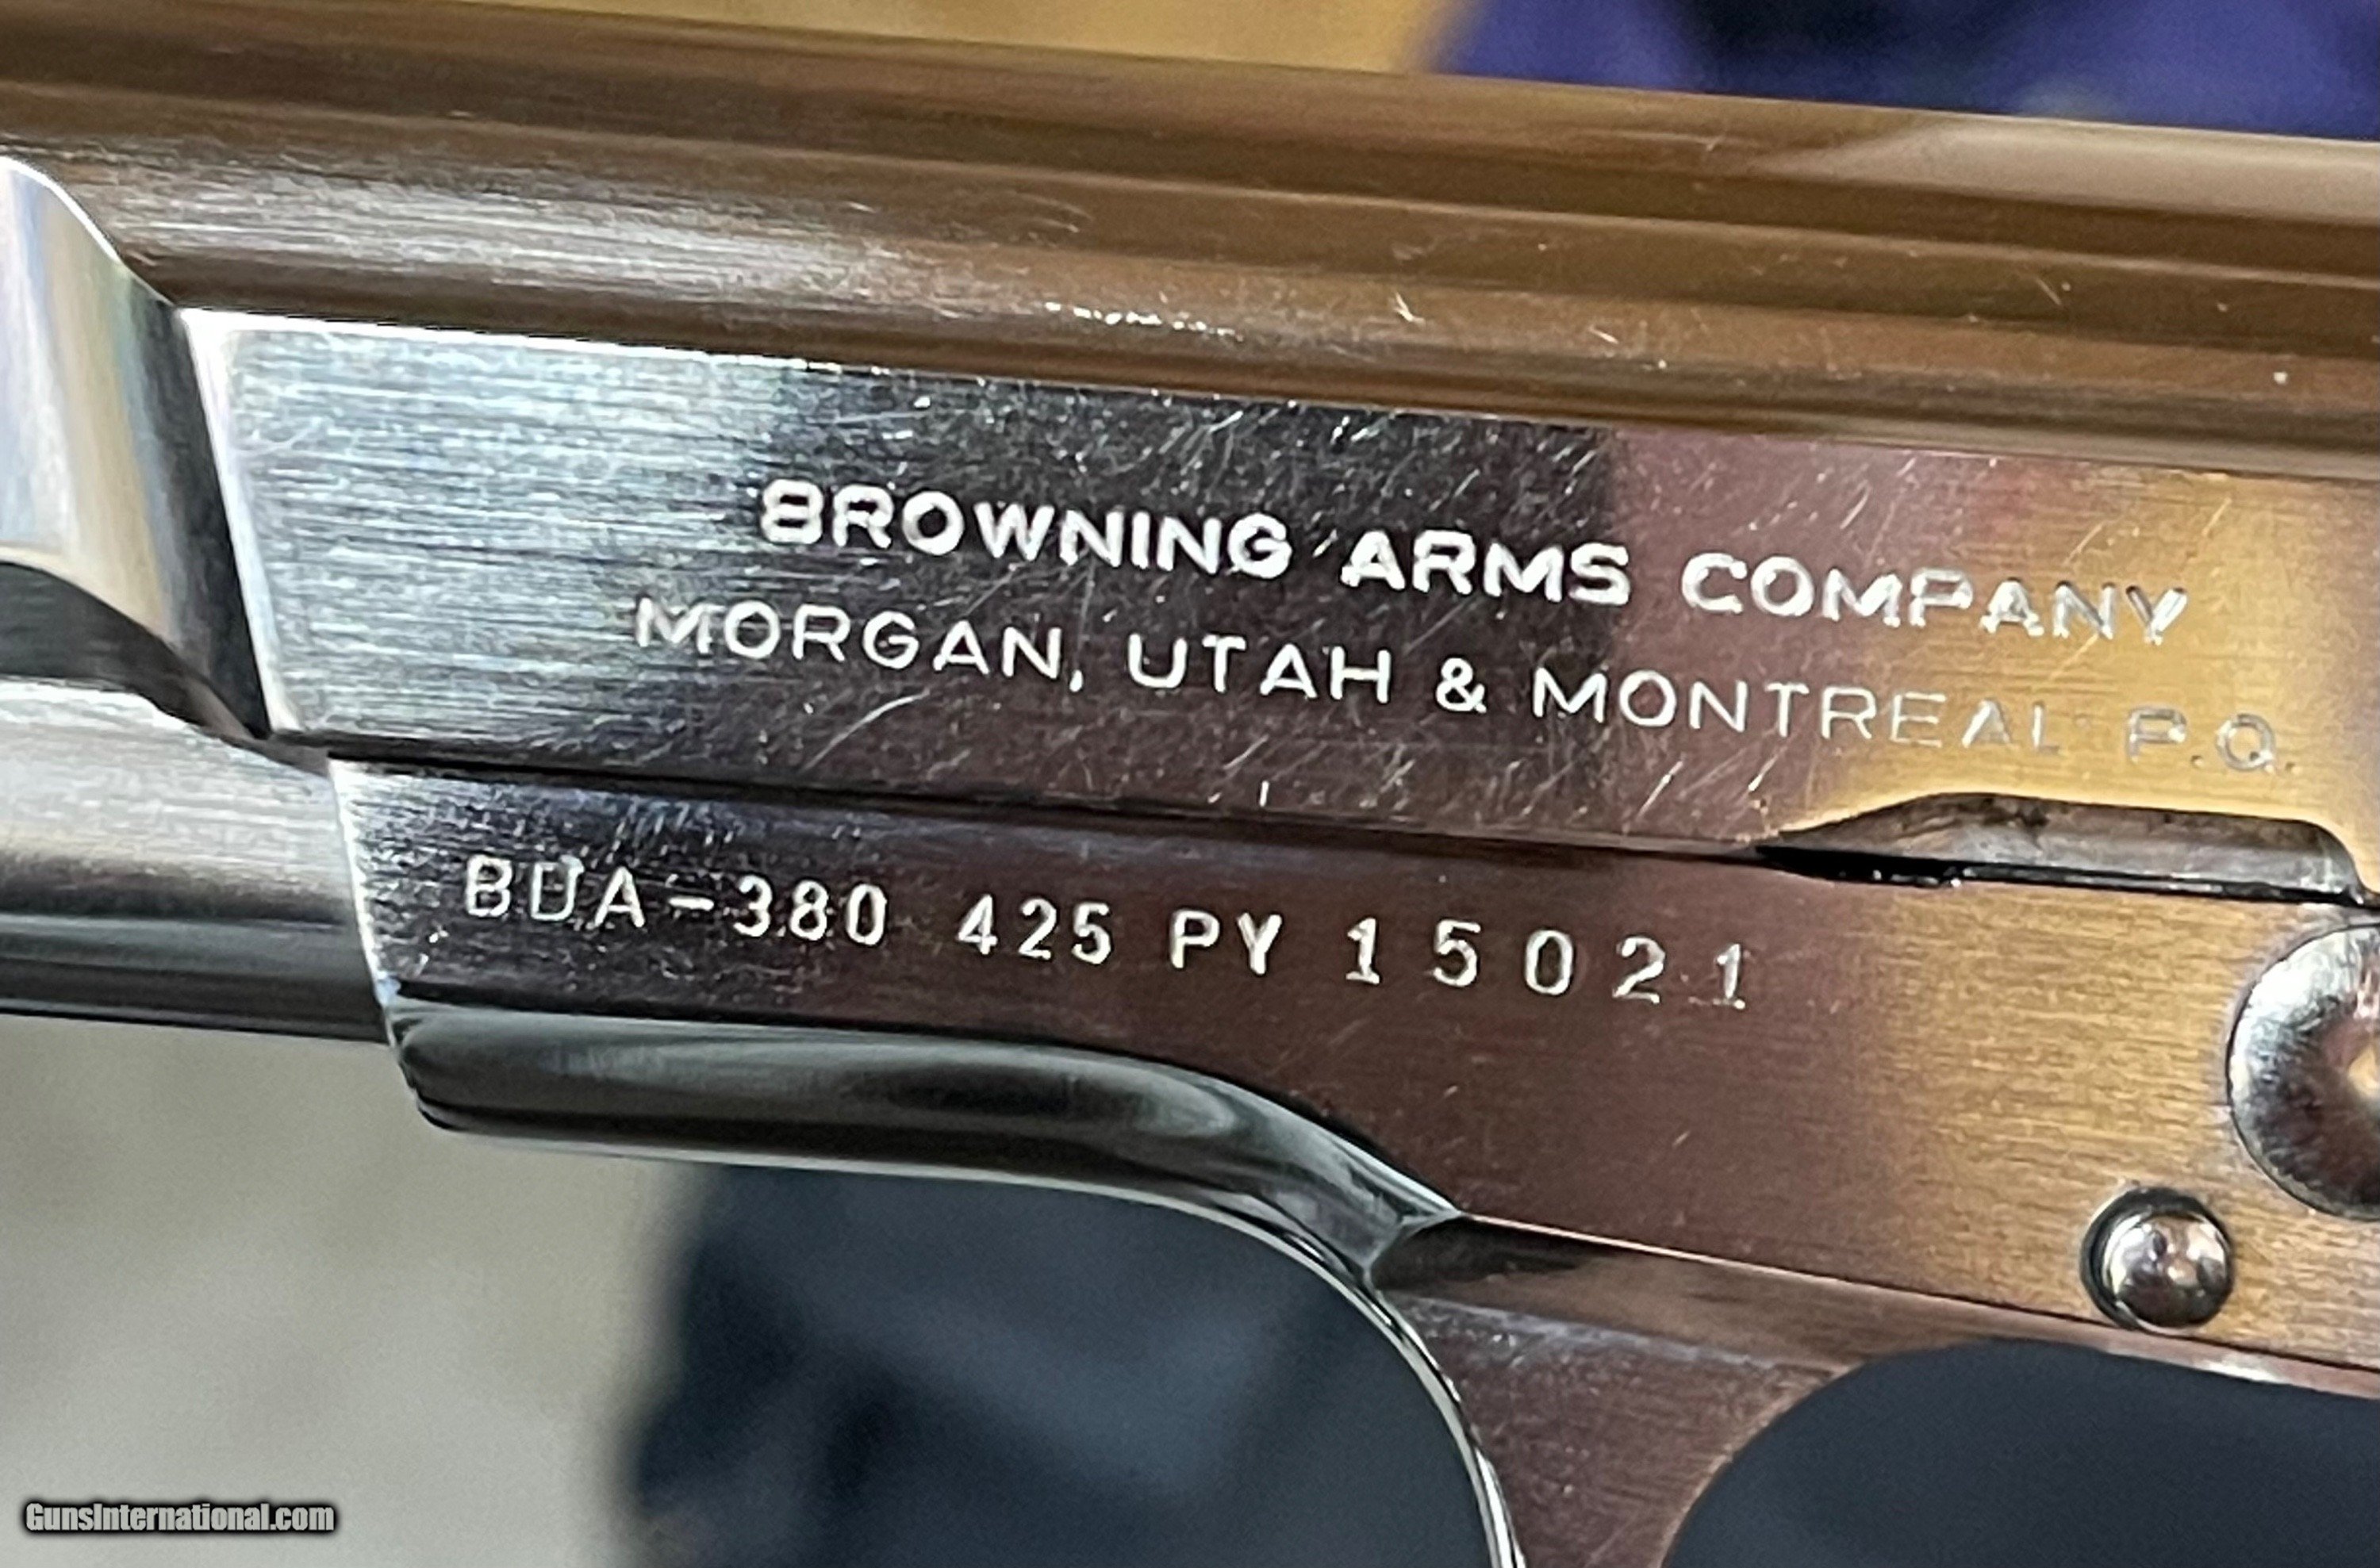 BROWNING ARMS COMPANY
MORGAN, UTAH & MONTREAL P.Q.
BDA-380 425 PY 15021
GunsInternational.com